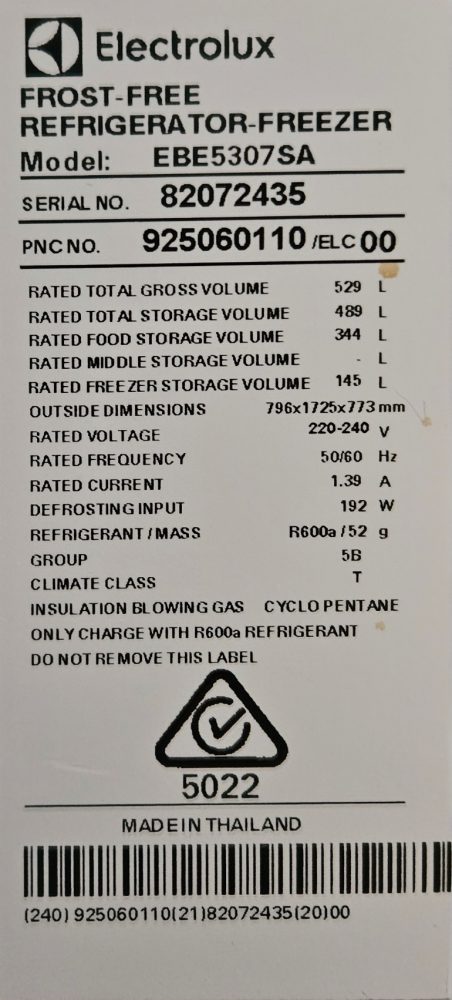 Electrolux
FROST-FREE
REFRIGERATOR-FREEZER
Model: EBE5307SA
SERIAL NO. 82072435
PNC NO. 925060110 /ELC 00
RATED TOTAL GROSS VOLUME 529 L
RATED TOTAL STORAGE VOLUME 489 L
RATED FOOD STORAGE VOLUME 344 L
RATED MIDDLE STORAGE VOLUME - L
RATED FREEZER STORAGE VOLUME 145 L
OUTSIDE DIMENSIONS 796x1725x773 mm
RATED VOLTAGE 220-240 V
RATED FREQUENCY 50/60 Hz
RATED CURRENT 1.39 A
DEFROSTING INPUT 192 W
REFRIGERANT / MASS R600a / 52 g
GROUP 5B
CLIMATE CLASS T
INSULATION BLOWING GAS CYCLO PENTANE
ONLY CHARGE WITH R600a REFRIGERANT
DO NOT REMOVE THIS LABEL
5022
MADE IN THAILAND
(240) 925060110(21)82072435(20)00